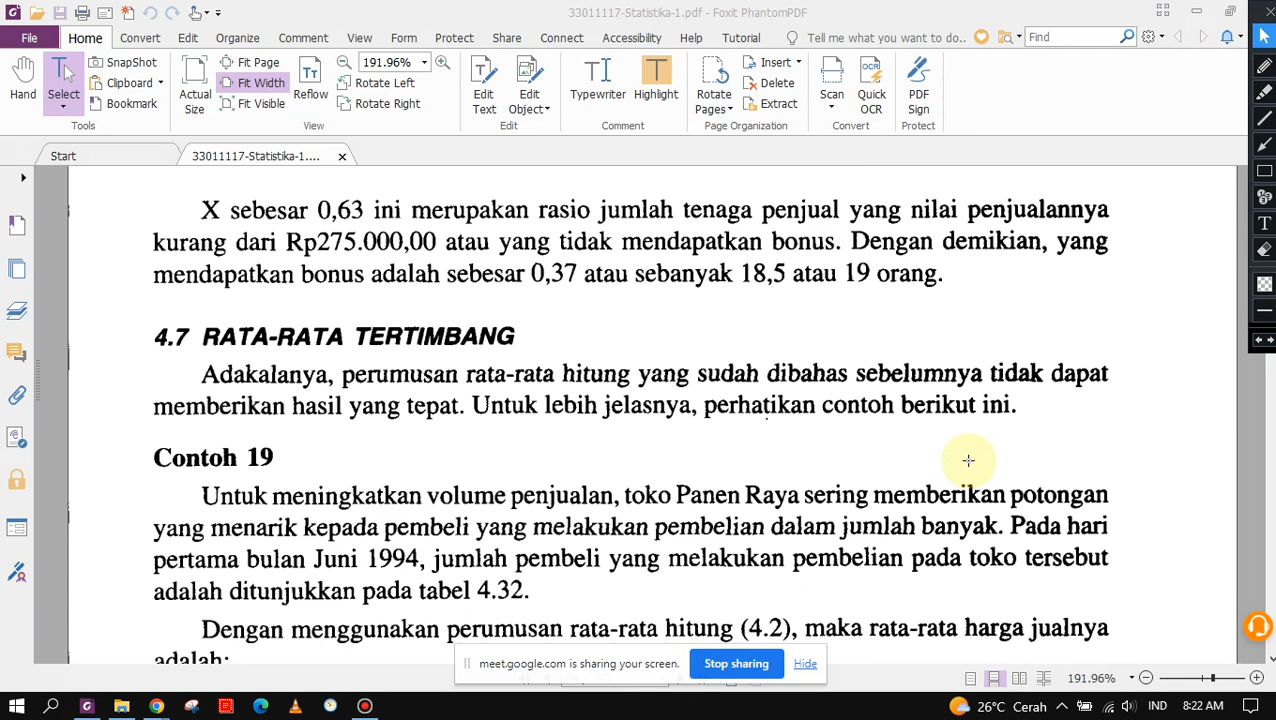 33011117-Statistika-1.pdf - Foxit PhantomPDF
File Home Convert Edit Organize Comment View Form Protect Share Connect Accessibility Help Tutorial Tell me what you want to do.. Find
Hand
Select
SnapShot
Clipboard
Bookmark
Tools
Actual
Size
Fit Page
Fit Width
Fit Visible
Reflow
191.96%
Rotate Left
Rotate Right
View
Edit
Text
Edit
Object
Edit
Typewriter
Highlight
Comment
Rotate
Pages
Insert
Delete
Extract
Page Organization
Scan
Quick
OCR
Convert
PDF
Sign
Protect
Start
33011117-Statistika-1....
X sebesar 0,63 ini merupakan rasio jumlah tenaga penjual yang nilai penjualannya
kurang dari Rp275.000,00 atau yang tidak mendapatkan bonus. Dengan demikian, yang
mendapatkan bonus adalah sebesar 0,37 atau sebanyak 18,5 atau 19 orang.
4.7 RATA-RATA TERTIMBANG
Adakalanya, perumusan rata-rata hitung yang sudah dibahas sebelumnya tidak dapat
memberikan hasil yang tepat. Untuk lebih jelasnya, perhatikan contoh berikut ini.
Contoh 19
Untuk meningkatkan volume penjualan, toko Panen Raya sering memberikan potongan
yang menarik kepada pembeli yang melakukan pembelian dalam jumlah banyak. Pada hari
pertama bulan Juni 1994, jumlah pembeli yang melakukan pembelian pada toko tersebut
adalah ditunjukkan pada tabel 4.32.
Dengan menggunakan perumusan rata-rata hitung (4.2), maka rata-rata harga jualnya
adalah:
meet.google.com is sharing your screen. Stop sharing Hide
191.96%
26°C Cerah IND 8:22 AM